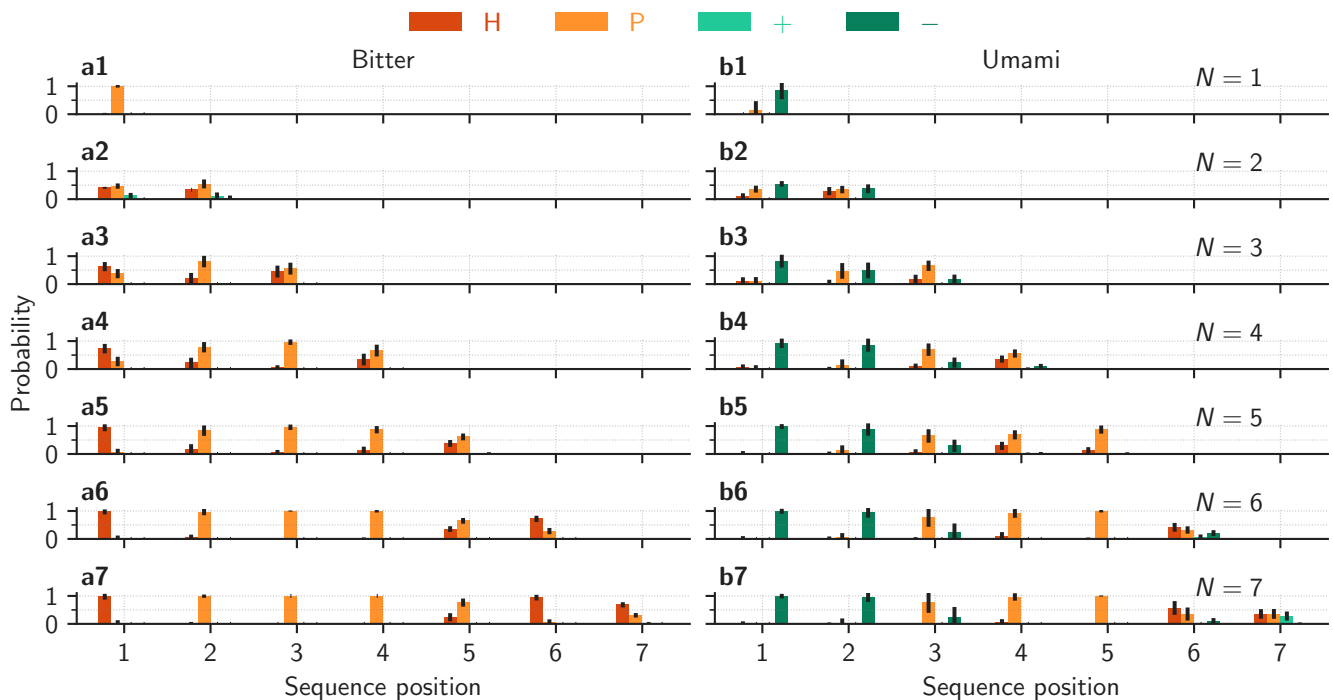 H P + −
Bitter Umami
a1 b1 N = 1
1
0
a2 b2 N = 2
1
0
a3 b3 N = 3
1
0
a4 b4 N = 4
1
0
a5 b5 N = 5
1
0
a6 b6 N = 6
1
0
a7 b7 N = 7
1
0
Probability
1 2 3 4 5 6 7 1 2 3 4 5 6 7
Sequence position Sequence position